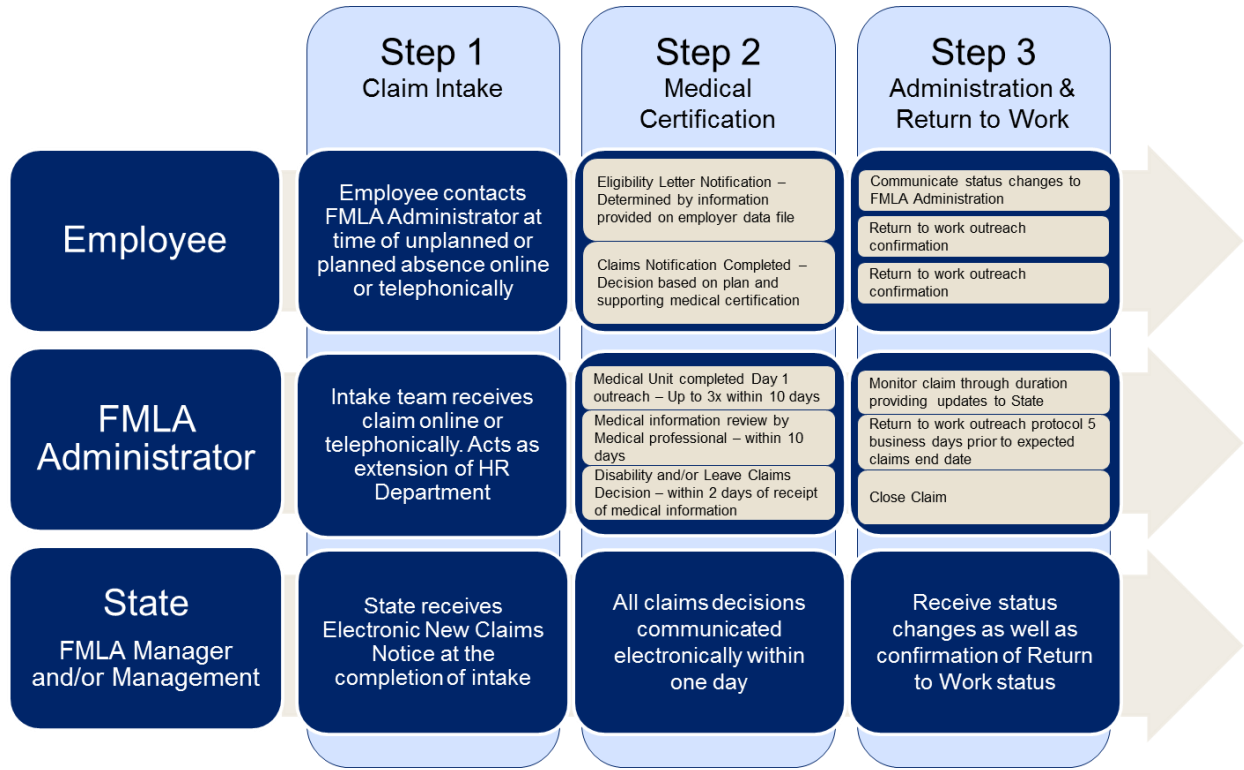 Step 1
Claim Intake
Step 2
Medical
Certification
Step 3
Administration &
Return to Work
Employee
Employee contacts
FMLA Administrator at
time of unplanned or
planned absence online
or telephonically
Eligibility Letter Notification –
Determined by information
provided on employer data file
Claims Notification Completed –
Decision based on plan and
supporting medical certification
Communicate status changes to
FMLA Administration
Return to work outreach
confirmation
Return to work outreach
confirmation
FMLA
Administrator
Intake team receives
claim online or
telephonically. Acts as
extension of HR
Department
Medical Unit completed Day 1
outreach – Up to 3x within 10 days
Medical information review by
Medical professional – within 10
days
Disability and/or Leave Claims
Decision – within 2 days of receipt
of medical information
Monitor claim through duration
providing updates to State
Return to work outreach protocol 5
business days prior to expected
claims end date
Close Claim
State
FMLA Manager
and/or Management
State receives
Electronic New Claims
Notice at the
completion of intake
All claims decisions
communicated
electronically within
one day
Receive status
changes as well as
confirmation of Return
to Work status